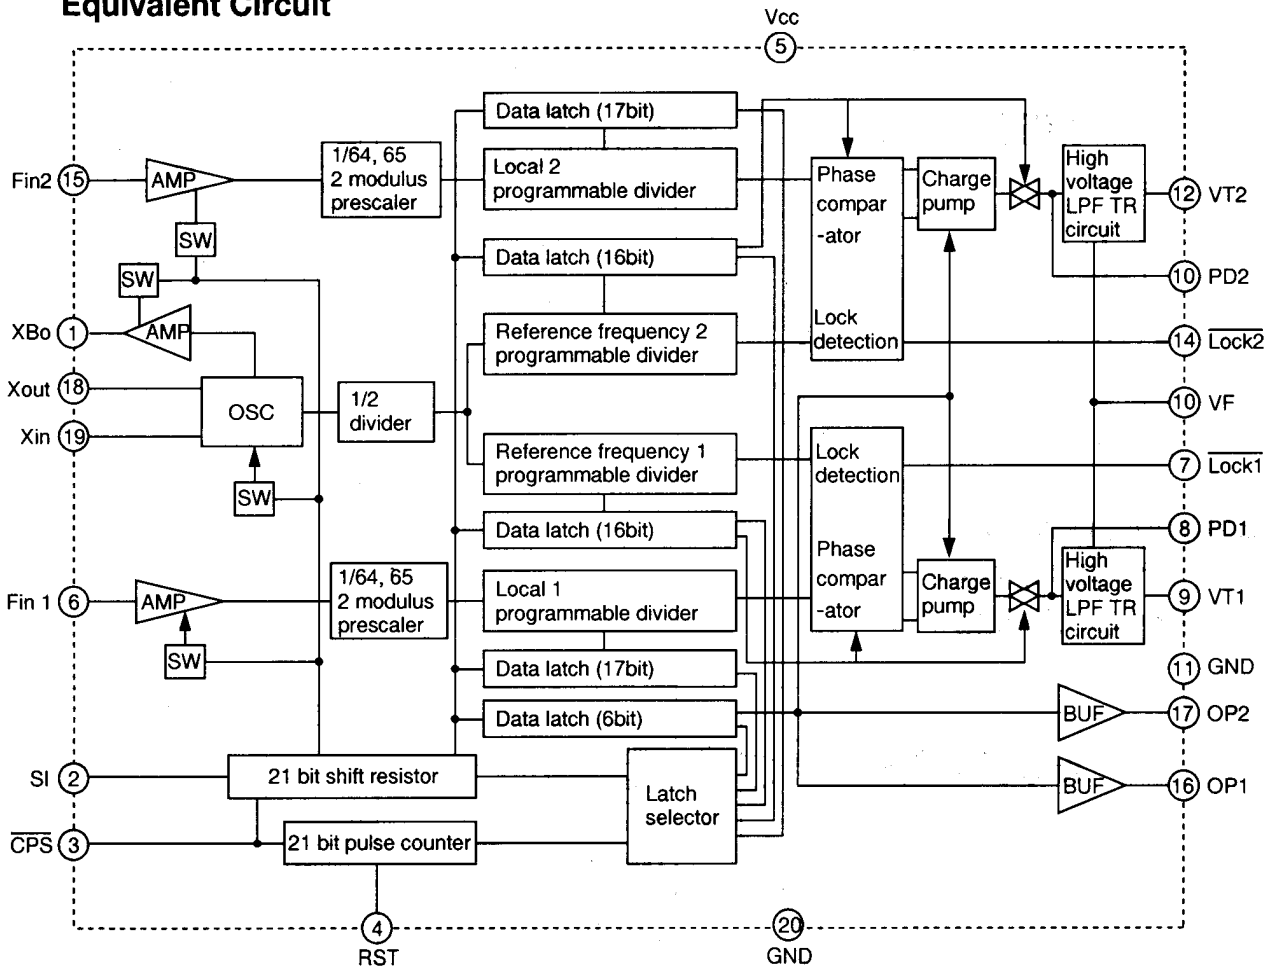 Equivalent Circuit
Vcc
5
Data latch (17bit)
Fin2 15
AMP
1/64, 65
2 modulus
prescaler
Local 2
programmable divider
Phase
compar
-ator
Lock
detection
Charge
pump
High
voltage
LPF TR
circuit
12 VT2
SW
SW
Data latch (16bit)
10 PD2
XBo 1
AMP
Reference frequency 2
programmable divider
14 Lock2
Xout 18
OSC
1/2
divider
10 VF
Xin 19
Reference frequency 1
programmable divider
Lock
detection
Phase
compar
-ator
7 Lock1
SW
Data latch (16bit)
8 PD1
Fin 1 6
AMP
1/64, 65
2 modulus
prescaler
Local 1
programmable divider
Charge
pump
High
voltage
LPF TR
circuit
9 VT1
SW
Data latch (17bit)
11 GND
Data latch (6bit)
BUF
17 OP2
SI 2
21 bit shift resistor
Latch
selector
BUF
16 OP1
CPS 3
21 bit pulse counter
4
RST
20
GND